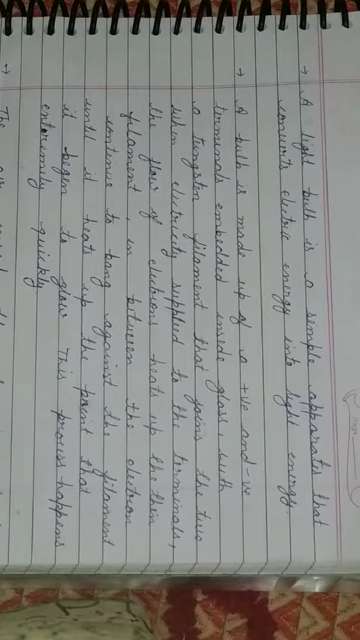 → A light bulb is a simple apparatus that
converts electric energy into light energy
→ A bulb is made up of a +ve and -ve
terminals embedded inside glass, with
a tungsten filament that joins the two
when electricity supplied to the terminals,
the flow of electrons heats up the thin
filament, in between the electron
continue to bang against the filament
until it heats up the point that
it begin to glow This process happens
extremely quickly
→ The